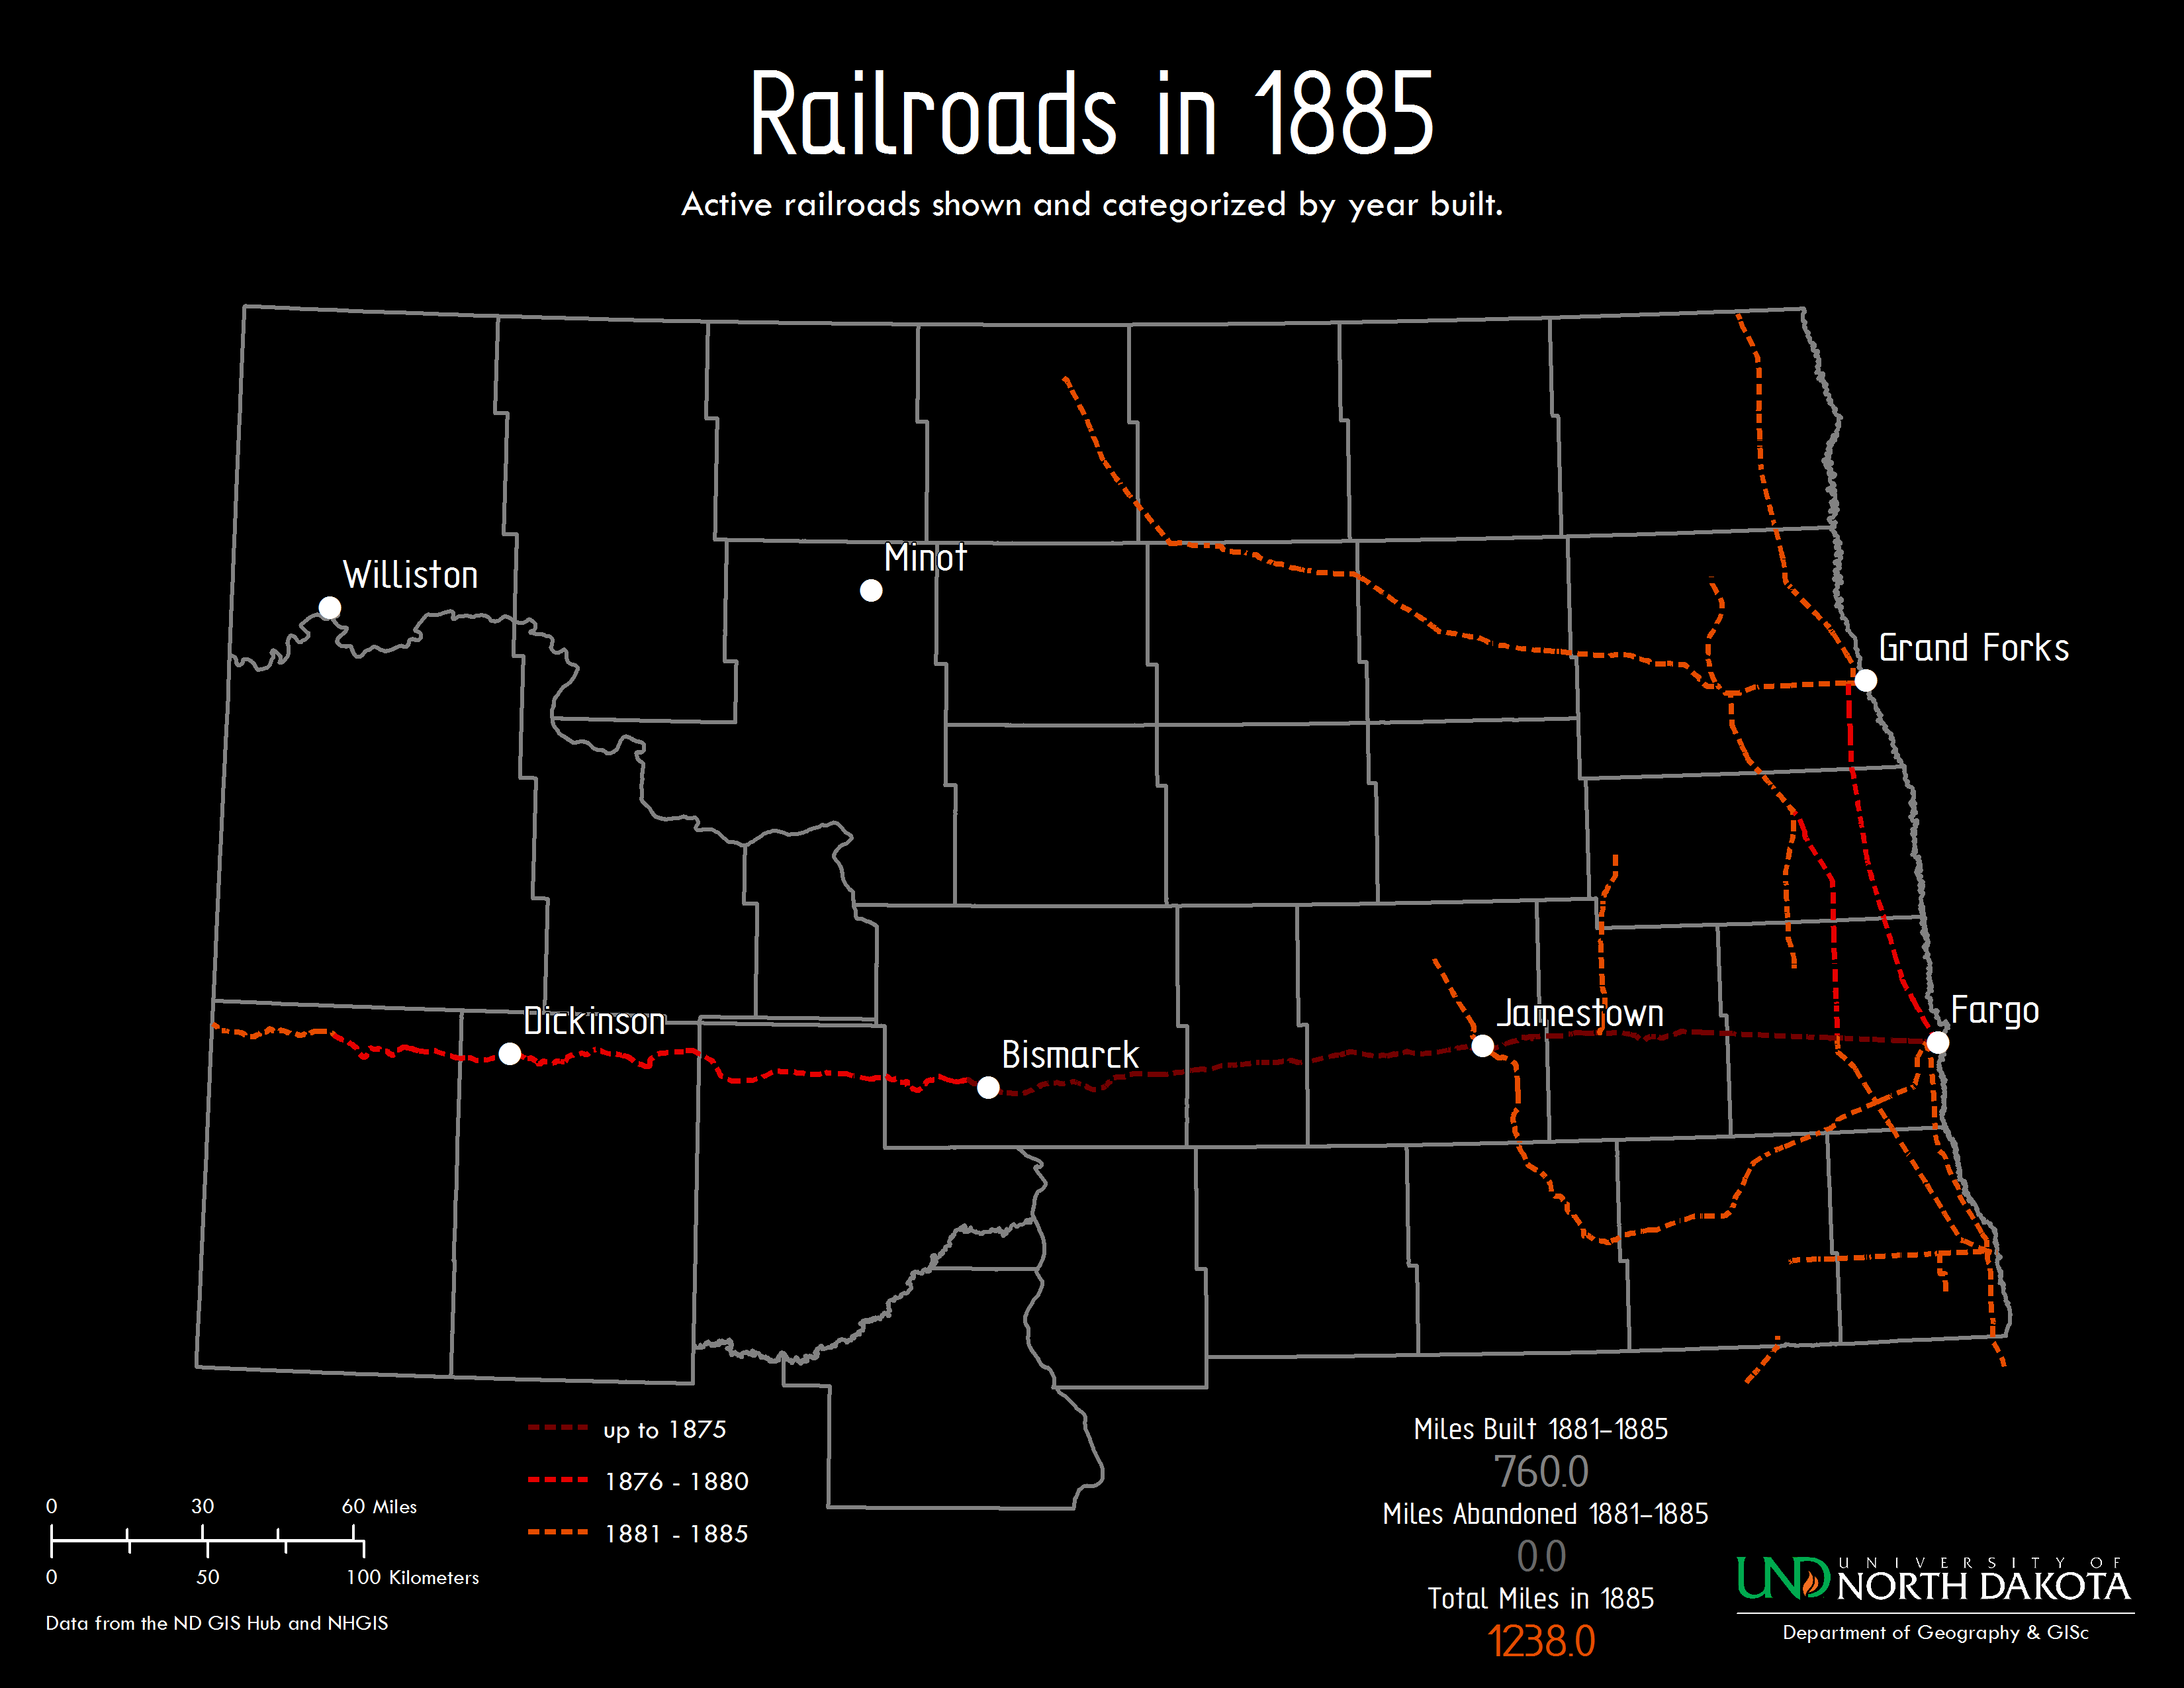 Railroads in 1885
Active railroads shown and categorized by year built.
Minot
Williston
Grand Forks
Fargo
Jamestown
Dickinson
Bismarck
up to 1875
1876 - 1880
1881 - 1885
0 30 60 Miles
0 50 100 Kilometers
Data from the ND GIS Hub and NHGIS
Miles Built 1881-1885
760.0
Miles Abandoned 1881-1885
0.0
Total Miles in 1885
1238.0
UND UNIVERSITY OF
NORTH DAKOTA
Department of Geography & GISc